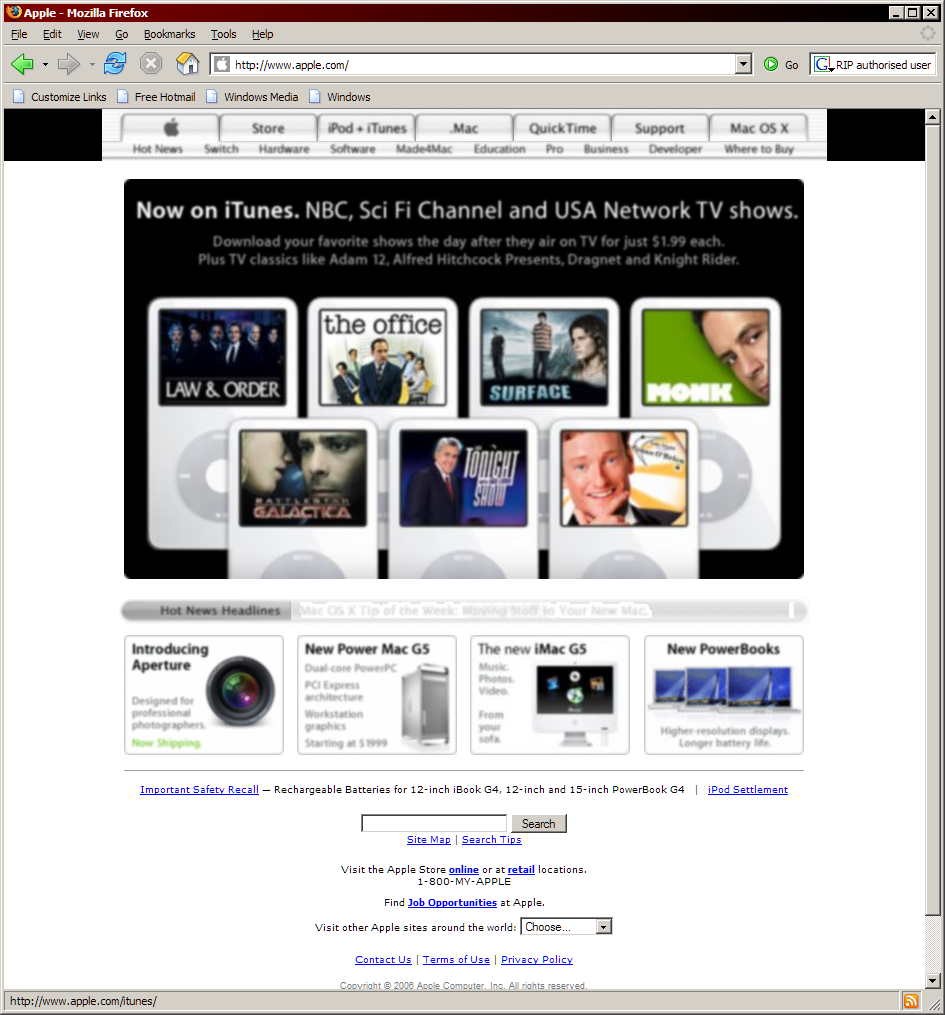 Apple - Mozilla Firefox
File Edit View Go Bookmarks Tools Help
http://www.apple.com/ Go G RIP authorised user
Customize Links Free Hotmail Windows Media Windows
Store iPod + iTunes .Mac QuickTime Support Mac OS X
Hot News Switch Hardware Software Made4Mac Education Pro Business Developer Where to Buy
Now on iTunes. NBC, Sci Fi Channel and USA Network TV shows.
Download your favorite shows the day after they air on TV for just $1.99 each.
Plus TV classics like Adam 12, Alfred Hitchcock Presents, Dragnet and Knight Rider.
LAW & ORDER
the office
SURFACE
MONK
BATTLESTAR
GALACTICA
TONIGHT
SHOW
O'Brien
MENU MENU MENU
Hot News Headlines Mac OS X Tip of the Week: Moving Stuff to Your New Mac.
Introducing
Aperture
Designed for
professional
photographers.
Now Shipping.
New Power Mac G5
Dual-core PowerPC
PCI Express
architecture
Workstation
graphics
Starting at $1999
The new iMac G5
Music.
Photos.
Video.
From
your
sofa.
New PowerBooks
Higher-resolution displays.
Longer battery life.
Important Safety Recall — Rechargeable Batteries for 12-inch iBook G4, 12-inch and 15-inch PowerBook G4 | iPod Settlement
Search
Site Map | Search Tips
Visit the Apple Store online or at retail locations.
1-800-MY-APPLE
Find Job Opportunities at Apple.
Visit other Apple sites around the world: Choose...
Contact Us | Terms of Use | Privacy Policy
Copyright © 2006 Apple Computer, Inc. All rights reserved.
http://www.apple.com/itunes/